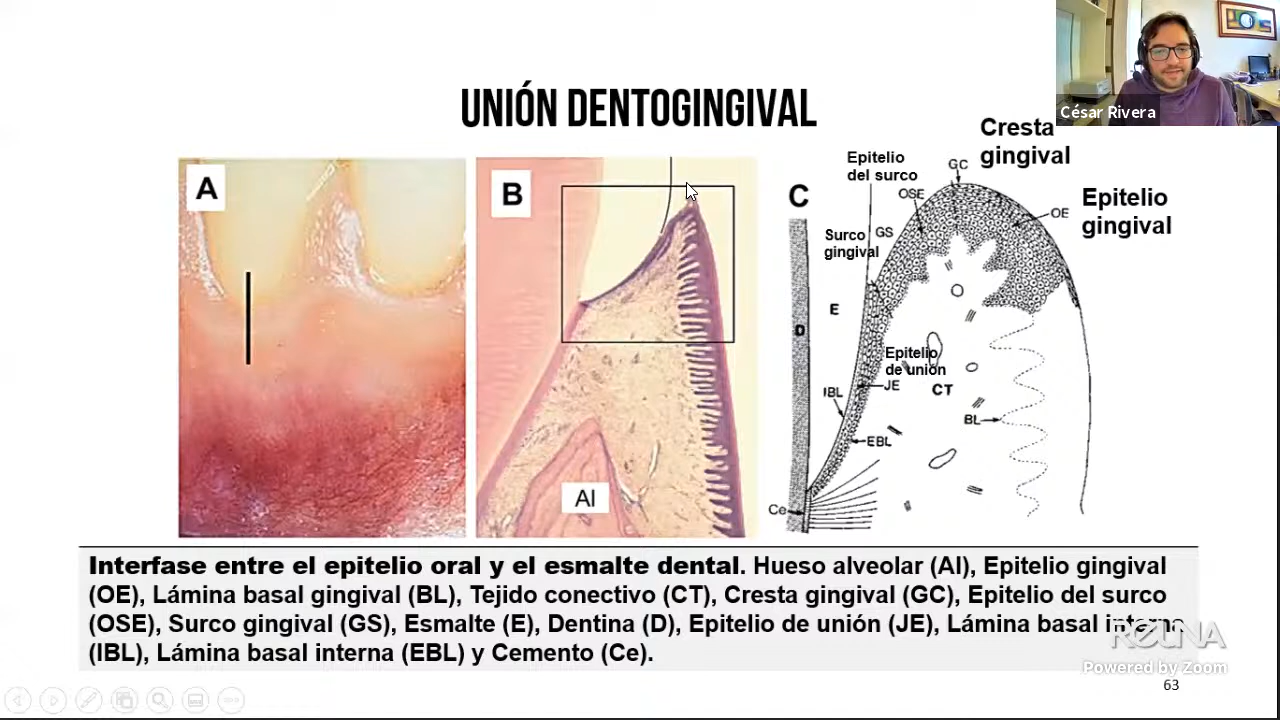 César Rivera
UNIÓN DENTOGINGIVAL
A
B
Al
C
Cresta
gingival
Epitelio
del surco
GC
OSE
OE
Epitelio
gingival
Surco
gingival
GS
E
D
Epitelio
de unión
JE
CT
IBL
BL
EBL
Ce
Interfase entre el epitelio oral y el esmalte dental. Hueso alveolar (Al), Epitelio gingival
(OE), Lámina basal gingival (BL), Tejido conectivo (CT), Cresta gingival (GC), Epitelio del surco
(OSE), Surco gingival (GS), Esmalte (E), Dentina (D), Epitelio de unión (JE), Lámina basal interna
(IBL), Lámina basal interna (EBL) y Cemento (Ce).
REUNA
Powered by Zoom
63